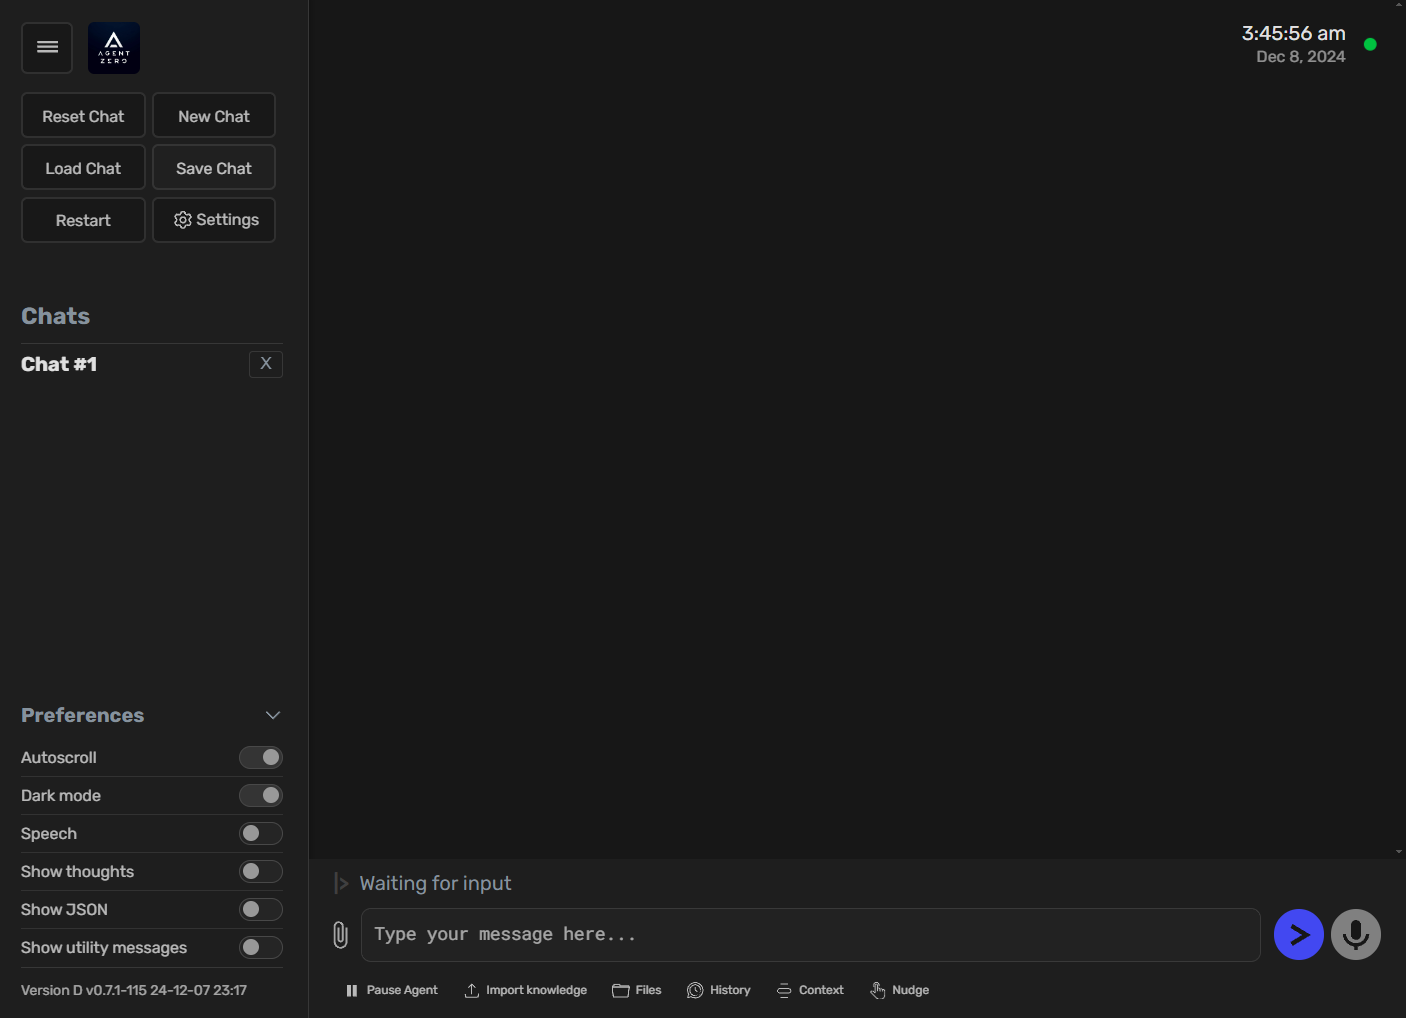 AGENT
ZERO
3:45:56 am
Dec 8, 2024
Reset Chat
New Chat
Load Chat
Save Chat
Restart
Settings
Chats
Chat #1
X
Preferences
Autoscroll
Dark mode
Speech
Show thoughts
Show JSON
Show utility messages
Version D v0.7.1-115 24-12-07 23:17
|> Waiting for input
Type your message here...
Pause Agent
Import knowledge
Files
History
Context
Nudge